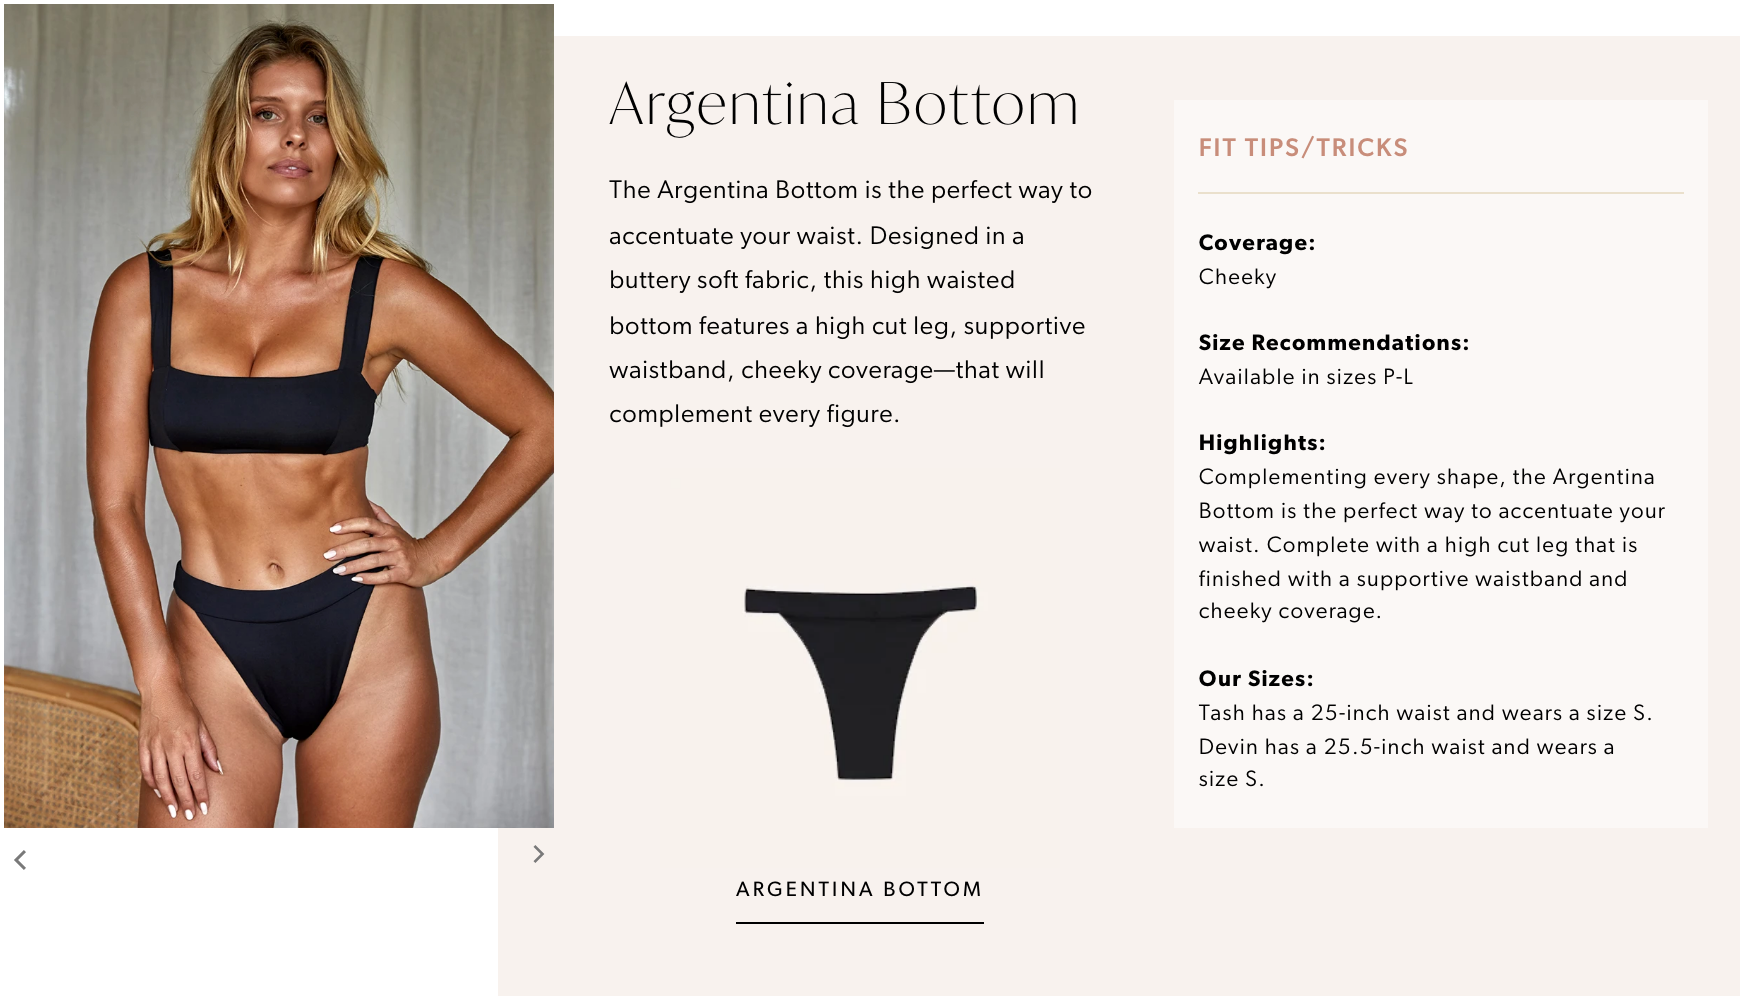 Argentina Bottom
The Argentina Bottom is the perfect way to
accentuate your waist. Designed in a
buttery soft fabric, this high waisted
bottom features a high cut leg, supportive
waistband, cheeky coverage—that will
complement every figure.
ARGENTINA BOTTOM
FIT TIPS/TRICKS
Coverage:
Cheeky
Size Recommendations:
Available in sizes P-L
Highlights:
Complementing every shape, the Argentina
Bottom is the perfect way to accentuate your
waist. Complete with a high cut leg that is
finished with a supportive waistband and
cheeky coverage.
Our Sizes:
Tash has a 25-inch waist and wears a size S.
Devin has a 25.5-inch waist and wears a
size S.